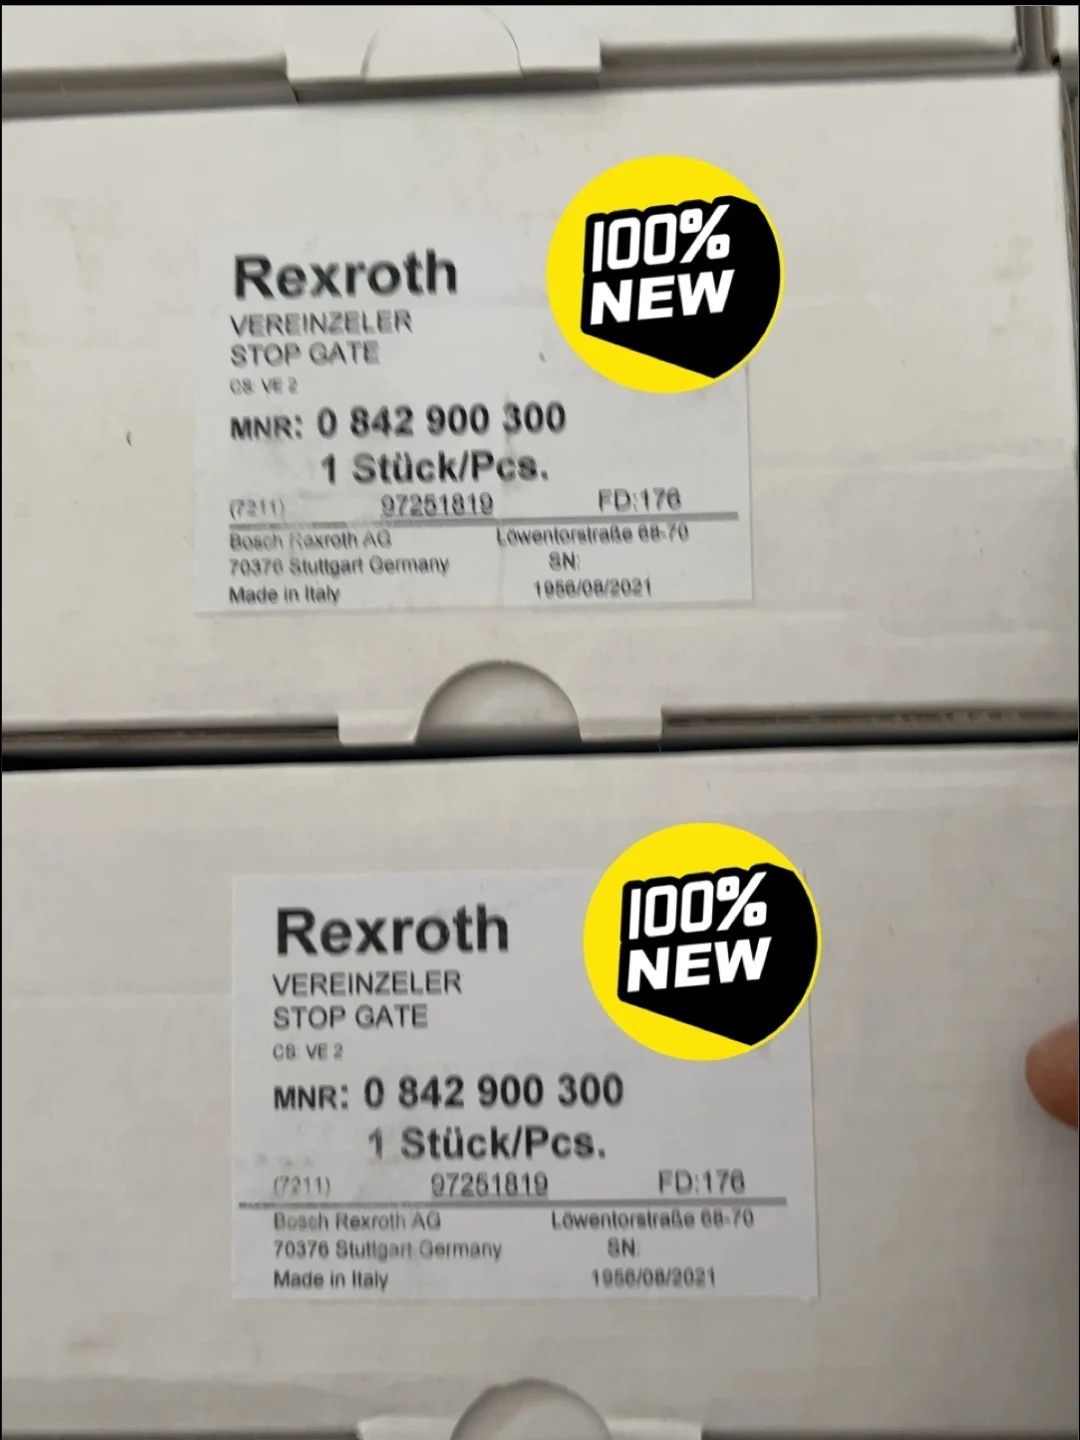 Rexroth
100%
NEW
VEREINZELER
STOP GATE
CS: VE 2
MNR: 0 842 900 300
1 Stück/Pcs.
(7211) 97251819 FD:176
Bosch Rexroth AG Löwentorstraße 68-70
70376 Stuttgart Germany SN:
Made in Italy 1956/08/2021
Rexroth
100%
NEW
VEREINZELER
STOP GATE
CS: VE 2
MNR: 0 842 900 300
1 Stück/Pcs.
(7211) 97251819 FD:176
Bosch Rexroth AG Löwentorstraße 68-70
70376 Stuttgart Germany SN:
Made in Italy 1956/08/2021